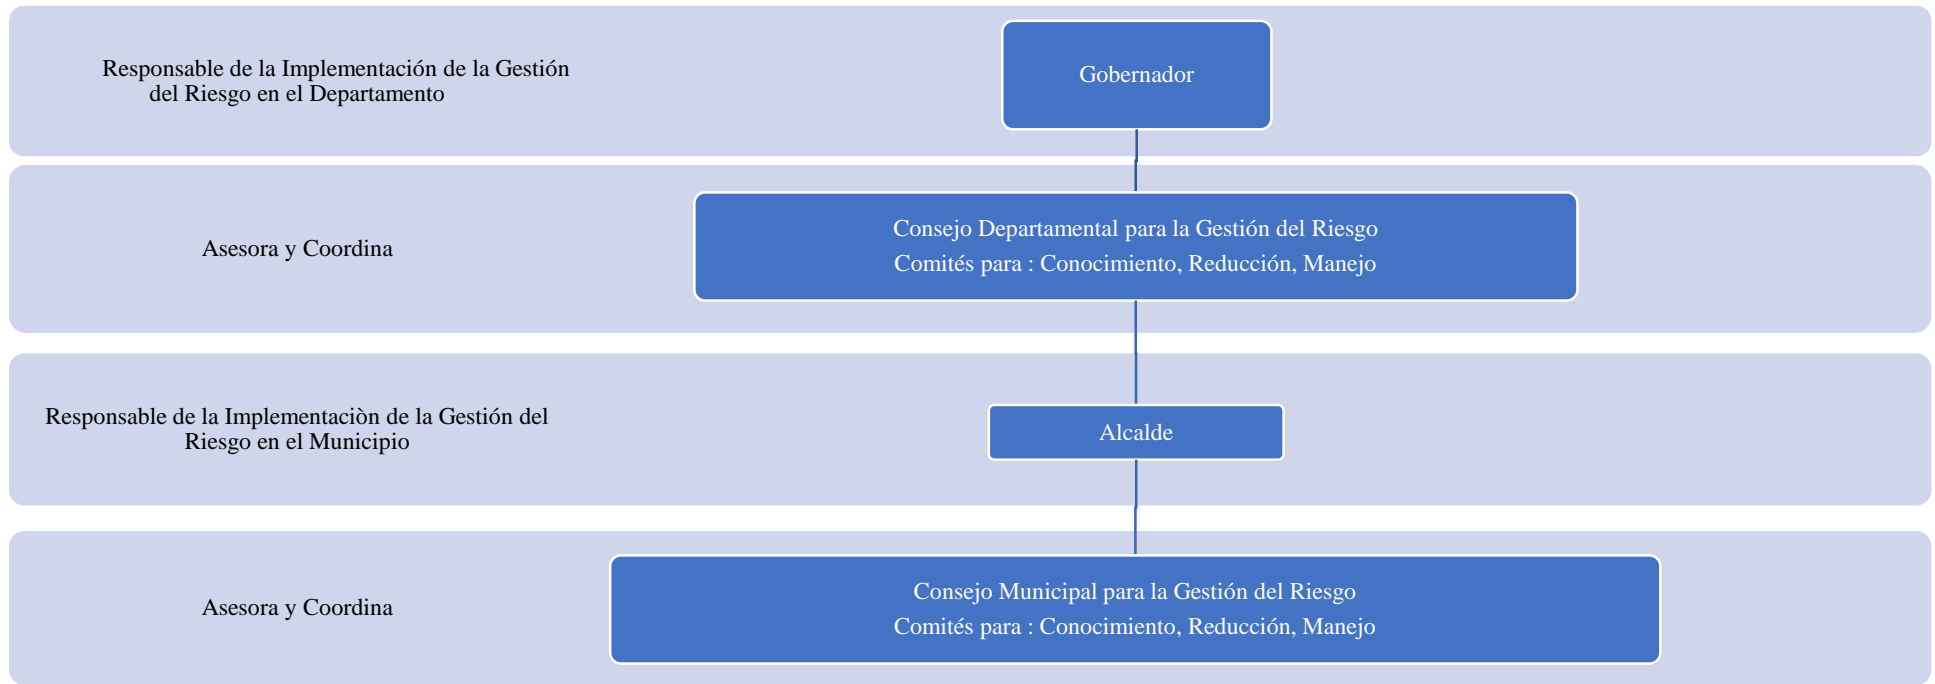 Responsable de la Implementación de la Gestión
del Riesgo en el Departamento
Gobernador
Asesora y Coordina
Consejo Departamental para la Gestión del Riesgo
Comités para : Conocimiento, Reducción, Manejo
Responsable de la Implementaciòn de la Gestión del
Riesgo en el Municipio
Alcalde
Asesora y Coordina
Consejo Municipal para la Gestión del Riesgo
Comités para : Conocimiento, Reducción, Manejo